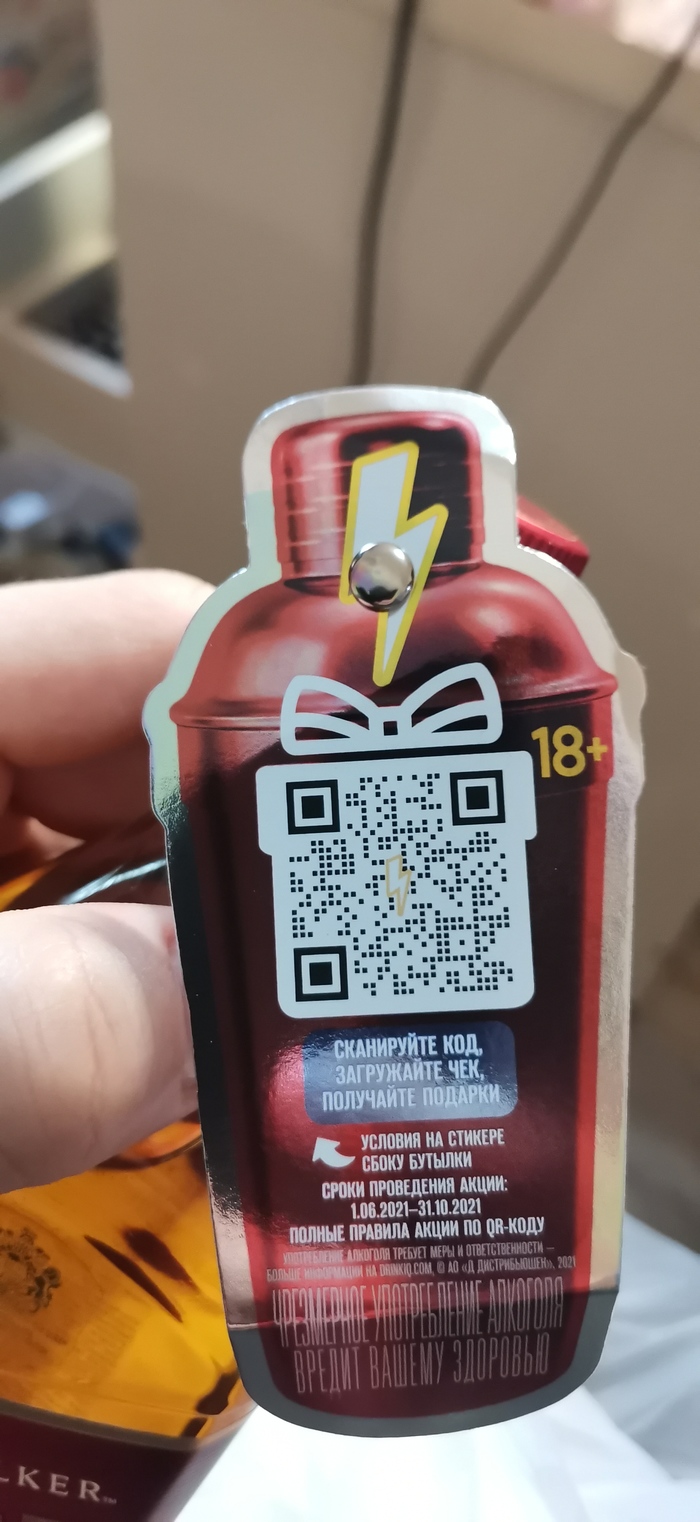 18+
СКАНИРУЙТЕ КОД,
ЗАГРУЖАЙТЕ ЧЕК,
ПОЛУЧАЙТЕ ПОДАРКИ
УСЛОВИЯ НА СТИКЕРЕ
СБОКУ БУТЫЛКИ
СРОКИ ПРОВЕДЕНИЯ АКЦИИ:
1.06.2021–31.10.2021
ПОЛНЫЕ ПРАВИЛА АКЦИИ ПО QR-КОДУ
УПОТРЕБЛЕНИЕ АЛКОГОЛЯ ТРЕБУЕТ МЕРЫ И ОТВЕТСТВЕННОСТИ –
БОЛЬШЕ ИНФОРМАЦИИ НА DRINKIQ.COM, © АО «Д ДИСТРИБЬЮШЕН», 2021
ЧРЕЗМЕРНОЕ УПОТРЕБЛЕНИЕ АЛКОГОЛЯ
ВРЕДИТ ВАШЕМУ ЗДОРОВЬЮ
LKER™